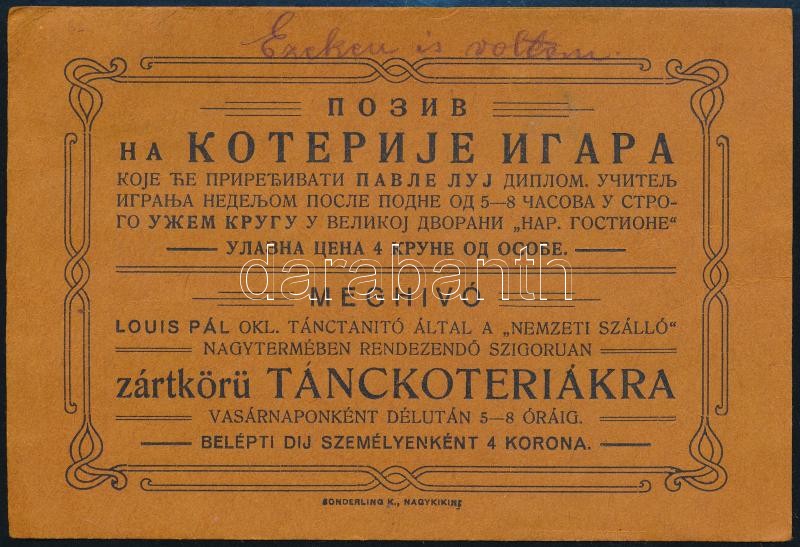 Ezeken is voltam.
ПОЗИВ
НА КОТЕРИЈЕ ИГАРА
КОЈЕ ЋЕ ПРИРЕЂИВАТИ ПАВЛЕ ЛУЈ ДИПЛОМ. УЧИТЕЉ
ИГРАЊА НЕДЕЉОМ ПОСЛЕ ПОДНЕ ОД 5—8 ЧАСОВА У СТРО-
ГО УЖЕМ КРУГУ У ВЕЛИКОЈ ДВОРАНИ „НАР. ГОСТИОНЕ“
УЛАВНА ЦЕНА 4 КРУНЕ ОД ОСОБЕ.
darabanth
MEGHIVÓ
LOUIS PÁL OKL. TÁNCTANITÓ ÁLTAL A „NEMZETI SZÁLLÓ“
NAGYTERMÉBEN RENDEZENDŐ SZIGORUAN
zártkörü TÁNCKOTERIÁKRA
VASÁRNAPONKÉNT DÉLUTÁN 5—8 ÓRÁIG.
BELÉPTI DIJ SZEMÉLYENKÉNT 4 KORONA.
SONDERLING K., NAGYKIKINDA